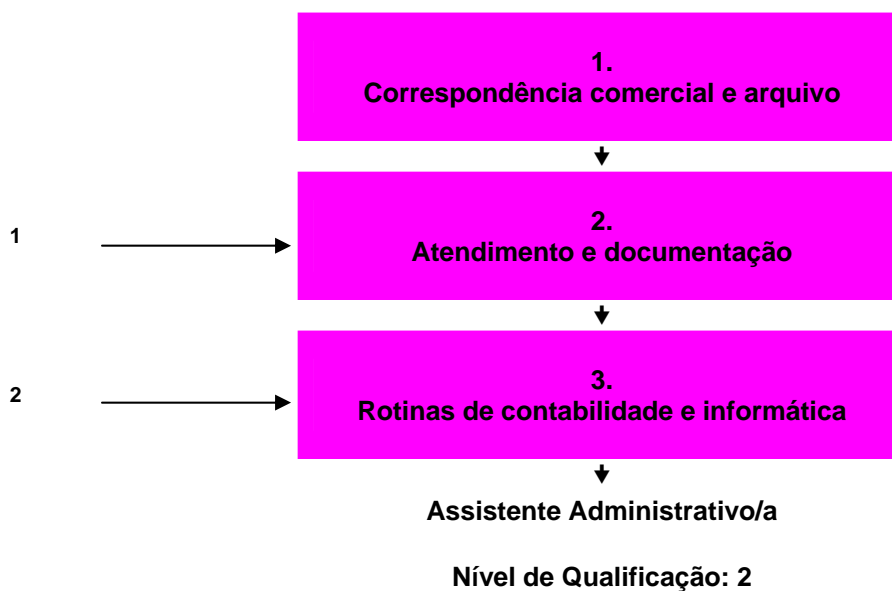 1.
Correspondência comercial e arquivo
1
2.
Atendimento e documentação
2
3.
Rotinas de contabilidade e informática
Assistente Administrativo/a
Nível de Qualificação: 2